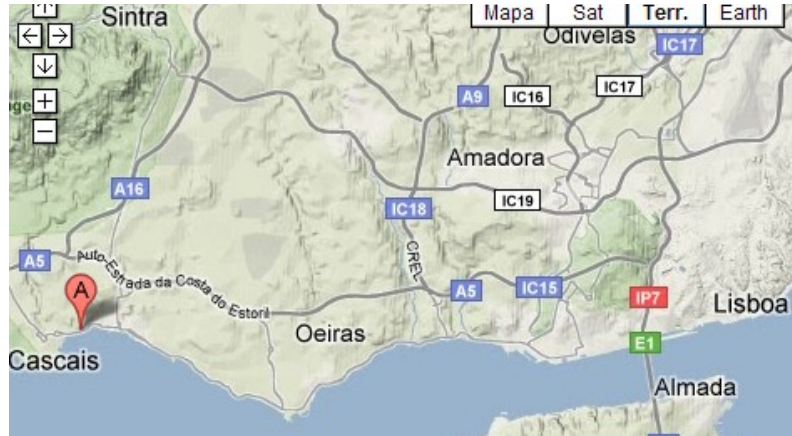 Mapa
Sat
Terr.
Earth
Sintra
Odivelas
IC17
A9
IC16
IC17
Amadora
A16
IC18
IC19
CREL
A5
Auto-Estrada da Costa do Estoril
A
A5
IC15
IP7
Lisboa
Oeiras
E1
Cascais
Almada